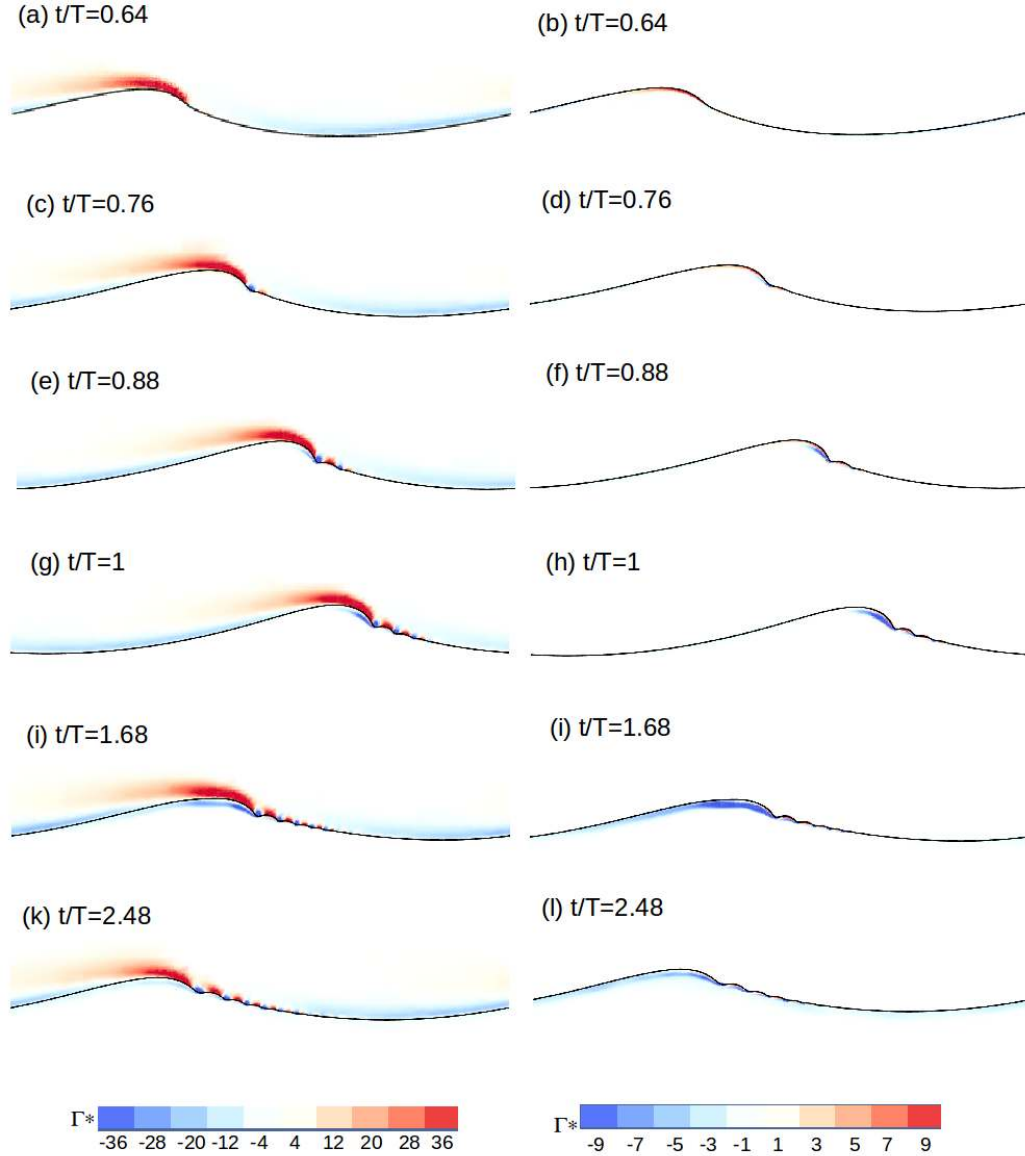 (a) t/T=0.64
(b) t/T=0.64
(c) t/T=0.76
(d) t/T=0.76
(e) t/T=0.88
(f) t/T=0.88
(g) t/T=1
(h) t/T=1
(i) t/T=1.68
(i) t/T=1.68
(k) t/T=2.48
(l) t/T=2.48
Γ* -36 -28 -20 -12 -4 4 12 20 28 36
Γ* -9 -7 -5 -3 -1 1 3 5 7 9